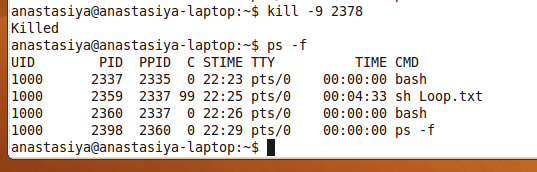 anastasiya@anastasiya-laptop:~$ kill -9 2378
Killed
anastasiya@anastasiya-laptop:~$ ps -f
UID        PID  PPID  C STIME TTY          TIME CMD
1000      2337  2335  0 22:23 pts/0    00:00:00 bash
1000      2359  2337 99 22:25 pts/0    00:04:33 sh Loop.txt
1000      2360  2337  0 22:26 pts/0    00:00:00 bash
1000      2398  2360  0 22:29 pts/0    00:00:00 ps -f
anastasiya@anastasiya-laptop:~$